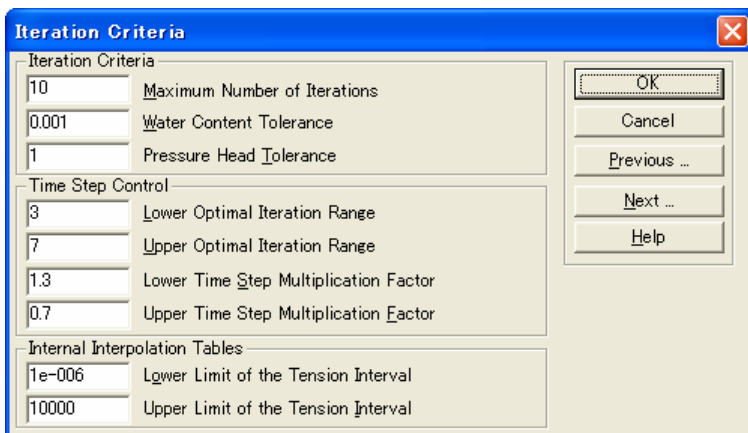 Iteration Criteria
Iteration Criteria
10 Maximum Number of Iterations
0.001 Water Content Tolerance
1 Pressure Head Tolerance
Time Step Control
3 Lower Optimal Iteration Range
7 Upper Optimal Iteration Range
1.3 Lower Time Step Multiplication Factor
0.7 Upper Time Step Multiplication Factor
Internal Interpolation Tables
1e-006 Lower Limit of the Tension Interval
10000 Upper Limit of the Tension Interval
OK
Cancel
Previous ...
Next ...
Help